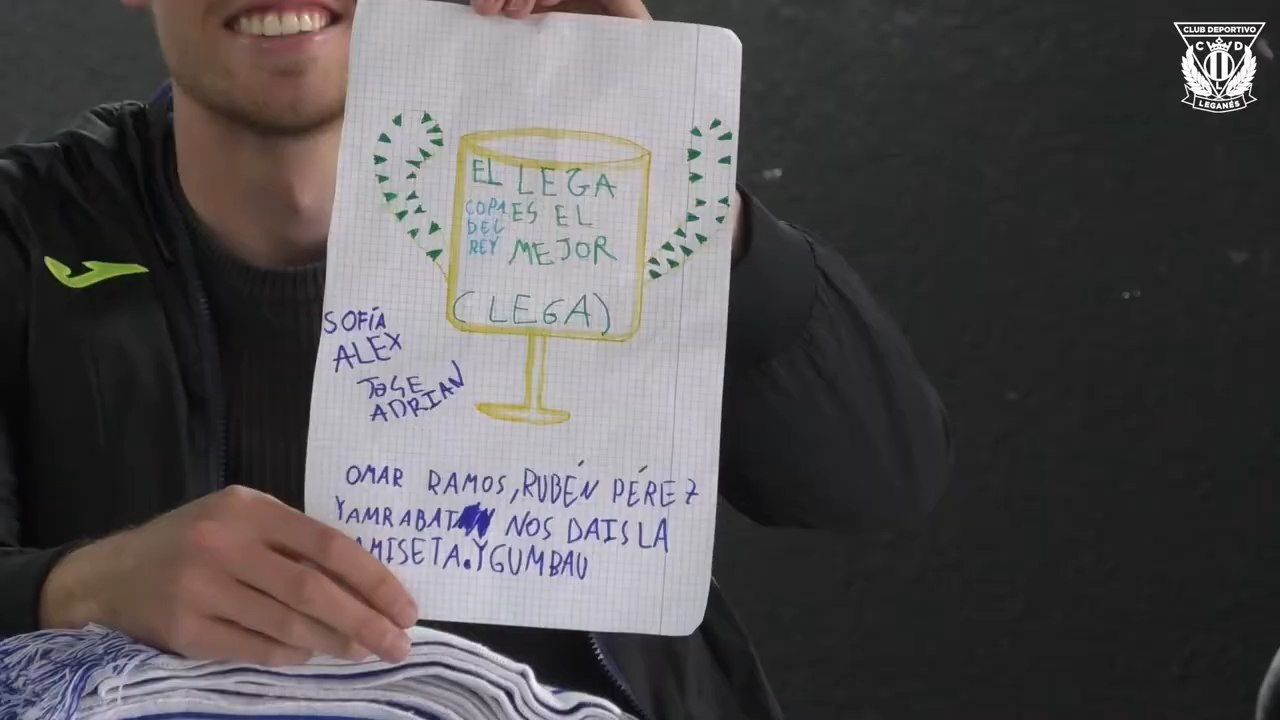 CLUB DEPORTIVO
C D
L
LEGANÉS
EL LEGA
COPA DEL REY
ES EL
MEJOR
(LEGA)
SOFÍA
ALEX
JOSE
ADRIAN
OMAR RAMOS, RUBÉN PÉREZ
Y AMRABAT NOS DAIS LA
AMISETA. Y GUMBAU